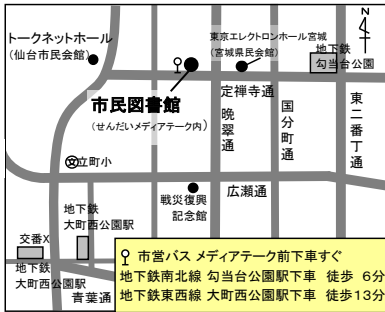 トークネットホール
(仙台市民会館)
東京エレクトロンホール宮城
(宮城県民会館)
地下鉄
勾当台公園
N
市民図書館
(せんだいメディアテーク内)
定禅寺通
晩翠通
国分町通
東二番丁通
立町小
戦災復興
記念館
広瀬通
地下鉄
大町西公園駅
交番X
地下鉄
大町西公園駅
青葉通
市営バス メディアテーク前下車すぐ
地下鉄南北線 勾当台公園駅下車 徒歩 6分
地下鉄東西線 大町西公園駅下車 徒歩13分